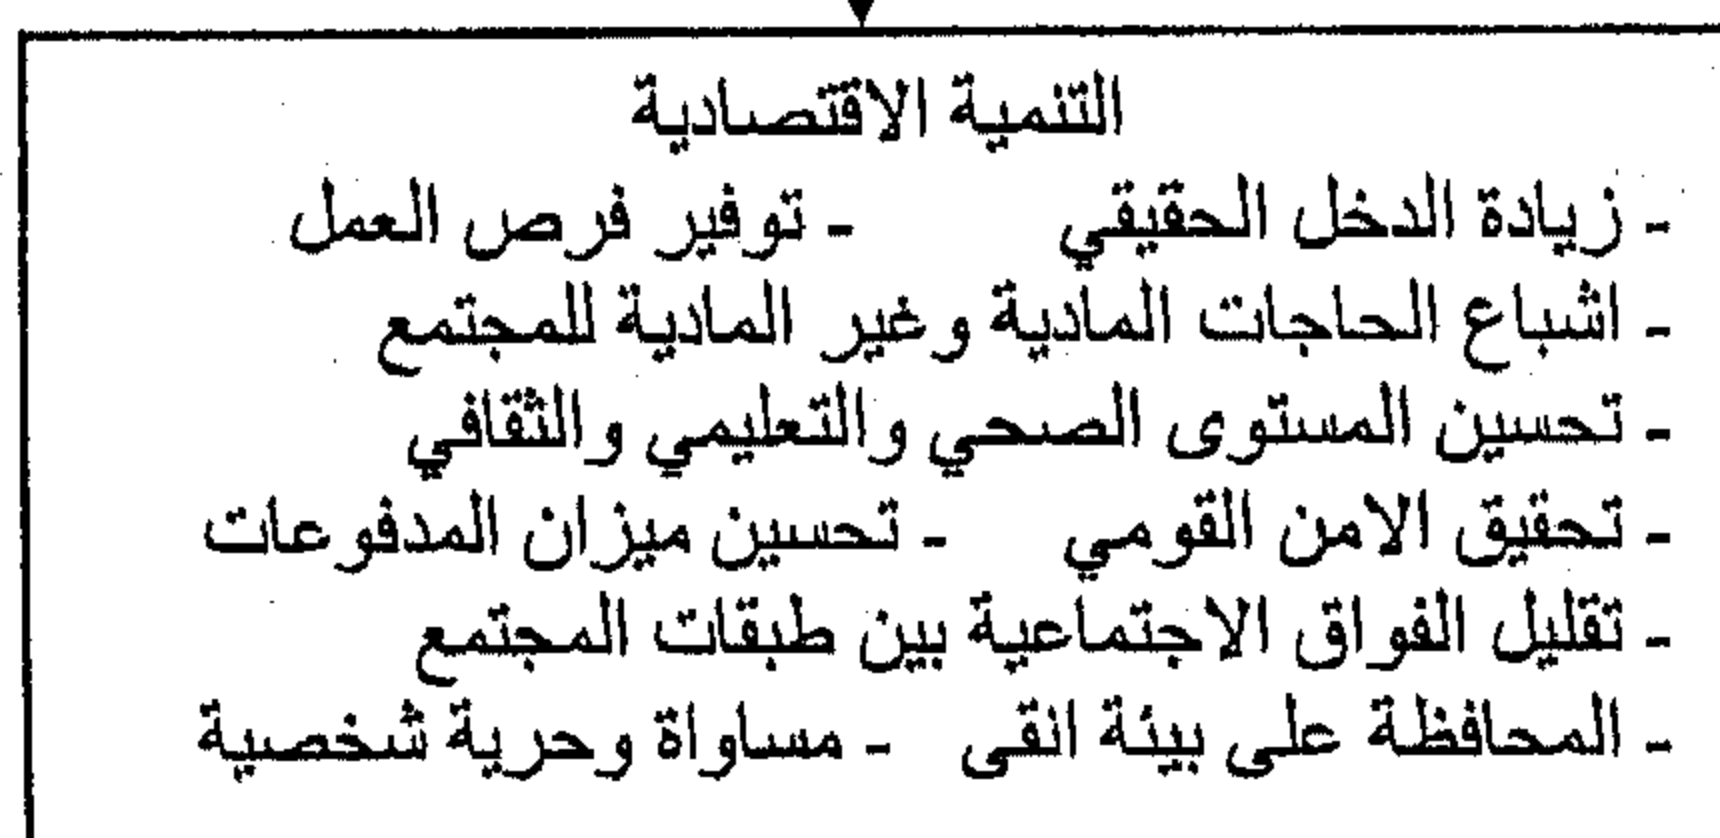 التنمية الاقتصادية
- زيادة الدخل الحقيقي - توفير فرص العمل
- اشباع الحاجات المادية وغير المادية للمجتمع
- تحسين المستوى الصحي والتعليمي والثقافي
- تحقيق الامن القومي - تحسين ميزان المدفوعات
- تقليل الفواق الاجتماعية بين طبقات المجتمع
- المحافظة على بيئة انقى - مساواة وحرية شخصية